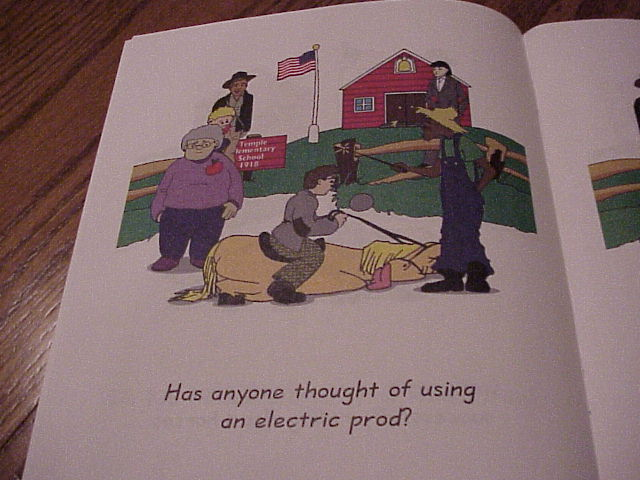 Temple
Elementary
School
1918
Has anyone thought of using
an electric prod?